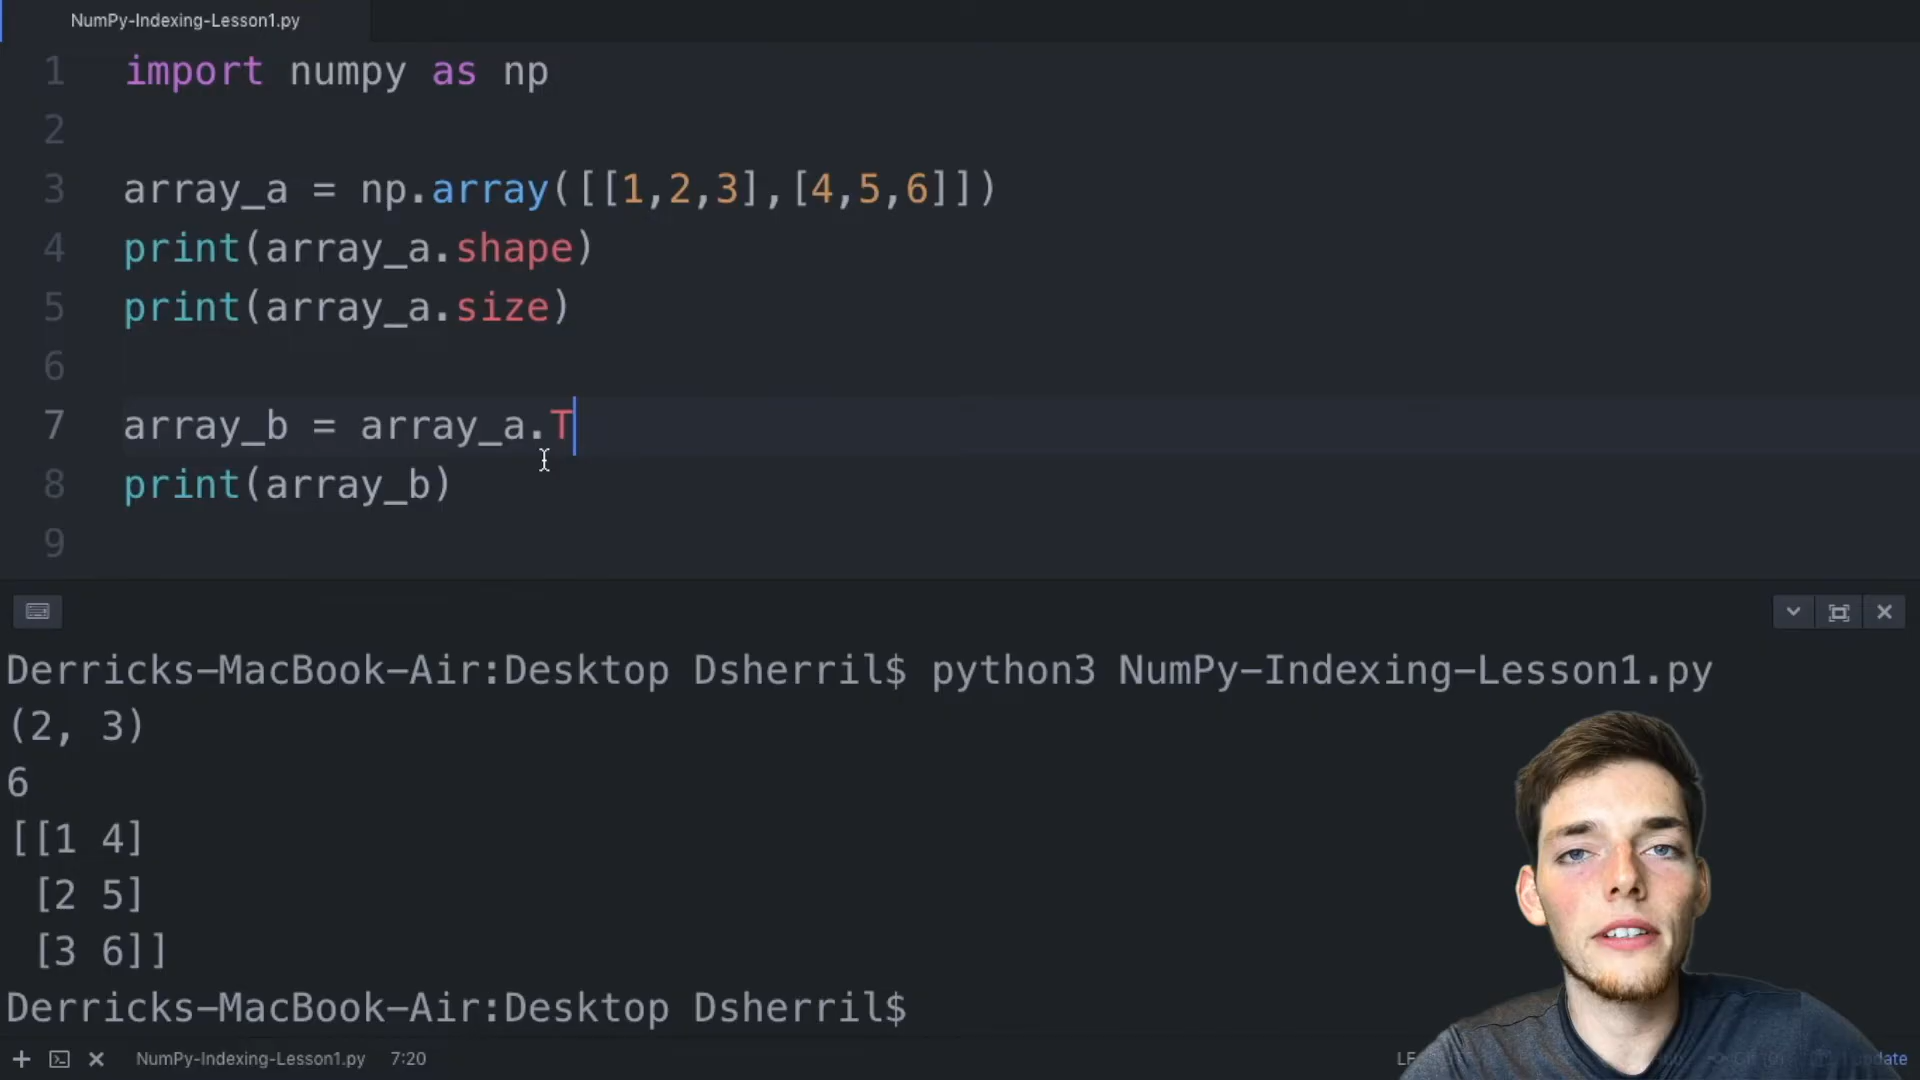 NumPy-Indexing-Lesson1.py
1 import numpy as np
2
3 array_a = np.array([[1,2,3],[4,5,6]])
4 print(array_a.shape)
5 print(array_a.size)
6
7 array_b = array_a.T
8 print(array_b)
9
Derricks-MacBook-Air:Desktop Dsherril$ python3 NumPy-Indexing-Lesson1.py
(2, 3)
6
[[1 4]
 [2 5]
 [3 6]]
Derricks-MacBook-Air:Desktop Dsherril$
NumPy-Indexing-Lesson1.py 7:20